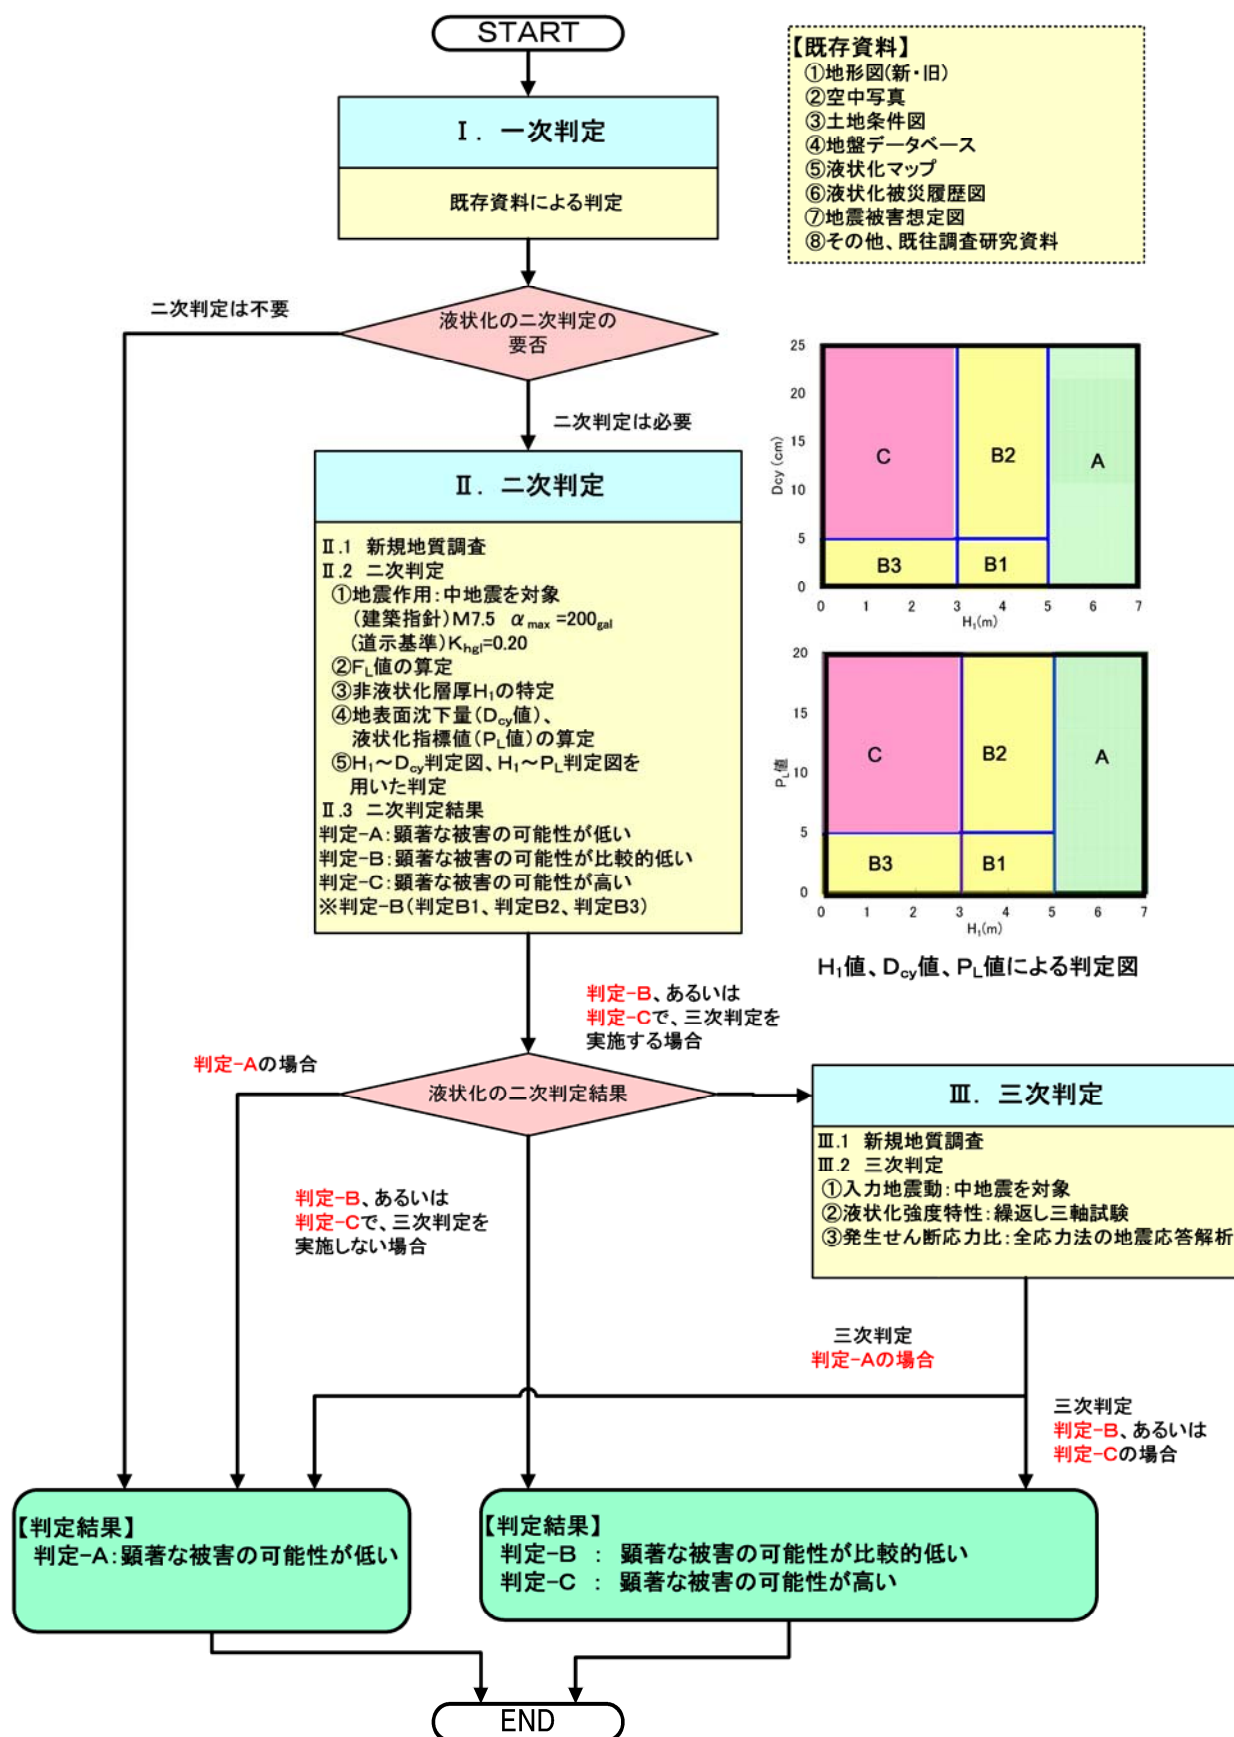 START
【既存資料】
①地形図(新・旧)
②空中写真
③土地条件図
④地盤データベース
⑤液状化マップ
⑥液状化被災履歴図
⑦地震被害想定図
⑧その他、既往調査研究資料
Ⅰ. 一次判定
既存資料による判定
二次判定は不要
液状化の二次判定の
要否
二次判定は必要
Ⅱ. 二次判定
Ⅱ.1 新規地質調査
Ⅱ.2 二次判定
①地震作用:中地震を対象
(建築指針)M7.5 αmax=200gal
(道示基準)Khgl=0.20
②FL値の算定
③非液状化層厚H1の特定
④地表面沈下量(Dcy値)、
液状化指標値(PL値)の算定
⑤H1～Dcy判定図、H1～PL判定図を
用いた判定
Ⅱ.3 二次判定結果
判定-A:顕著な被害の可能性が低い
判定-B:顕著な被害の可能性が比較的低い
判定-C:顕著な被害の可能性が高い
※判定-B(判定B1、判定B2、判定B3)
25
20
15
10
5
0
Dcy (cm)
C
B2
A
B3
B1
0 1 2 3 4 5 6 7
H1(m)
20
15
10
5
0
PL値
C
B2
A
B3
B1
0 1 2 3 4 5 6 7
H1(m)
H1値、Dcy値、PL値による判定図
判定-B、あるいは
判定-Cで、三次判定を
実施する場合
判定-Aの場合
液状化の二次判定結果
Ⅲ. 三次判定
Ⅲ.1 新規地質調査
Ⅲ.2 三次判定
①入力地震動:中地震を対象
②液状化強度特性:繰返し三軸試験
③発生せん断応力比:全応力法の地震応答解析
判定-B、あるいは
判定-Cで、三次判定を
実施しない場合
三次判定
判定-Aの場合
三次判定
判定-B、あるいは
判定-Cの場合
【判定結果】
判定-A:顕著な被害の可能性が低い
【判定結果】
判定-B : 顕著な被害の可能性が比較的低い
判定-C : 顕著な被害の可能性が高い
END